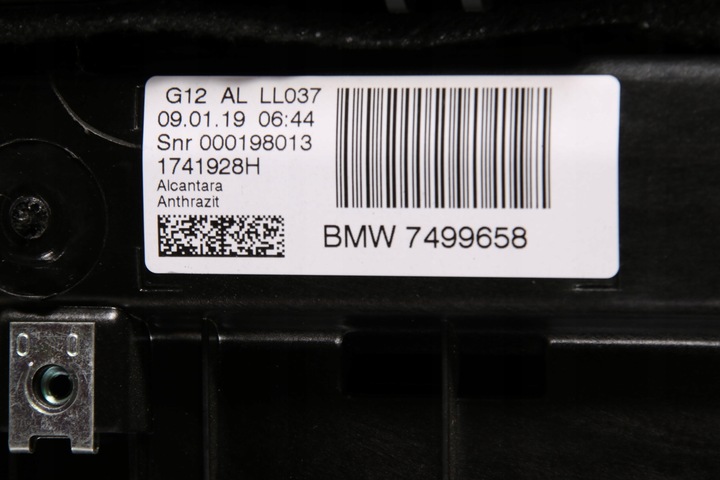 G12 AL LL037
09.01.19 06:44
Snr 000198013
1741928H
Alcantara
Anthrazit
BMW 7499658